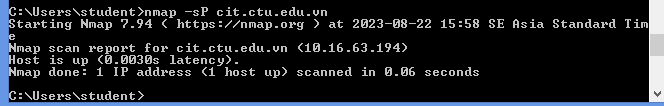 C:\Users\student>nmap -sP cit.ctu.edu.vn
Starting Nmap 7.94 ( https://nmap.org ) at 2023-08-22 15:58 SE Asia Standard Tim
e
Nmap scan report for cit.ctu.edu.vn (10.16.63.194)
Host is up (0.0030s latency).
Nmap done: 1 IP address (1 host up) scanned in 0.06 seconds
C:\Users\student>